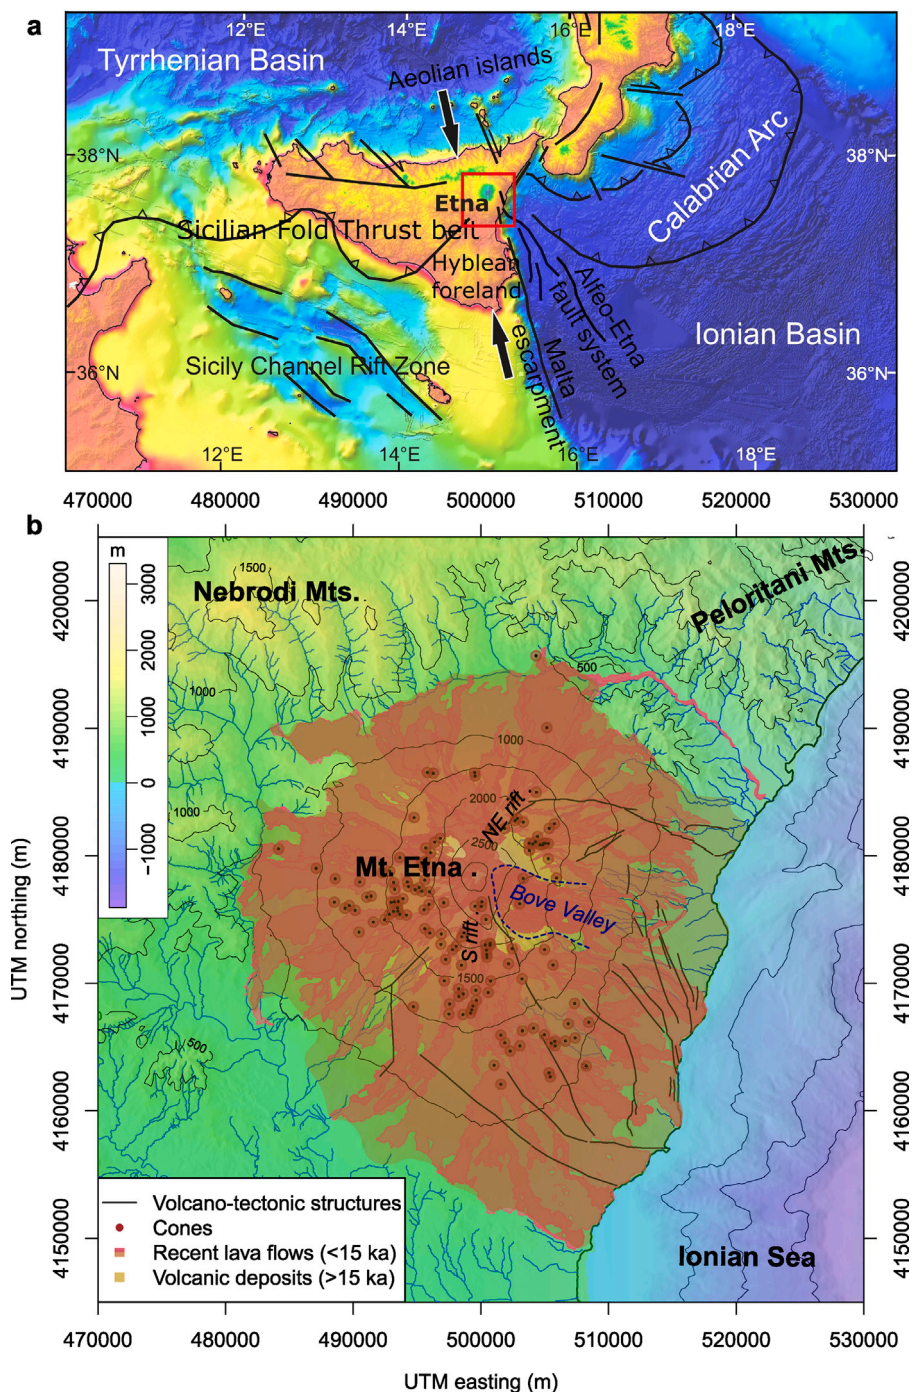 a
14°E
16°E
18°E
Tyrrhenian Basin
Aeolian islands
38°N
38°N
Calabrian Arc
Etna
Sicilian Fold Thrust belt
Hyblean
foreland
Alfeo-Etna
fault system
Ionian Basin
Malta
escarpment
Sicily Channel Rift Zone
36°N
36°N
12°E
14°E
16°E
18°E
470000
480000
490000
500000
510000
520000
530000
b
m
3000
2000
1000
0
−1000
1500
Nebrodi Mts.
Peloritani Mts.
500
1000
1000
1000
2000
NE rift.
2500
Mt. Etna .
Bove Valley
S rift.
1500
500
UTM northing (m)
4200000
4190000
4180000
4170000
4160000
4150000
4200000
4190000
4180000
4170000
4160000
4150000
Volcano-tectonic structures
Cones
Recent lava flows (<15 ka)
Volcanic deposits (>15 ka)
Ionian Sea
470000
480000
490000
500000
510000
520000
530000
UTM easting (m)